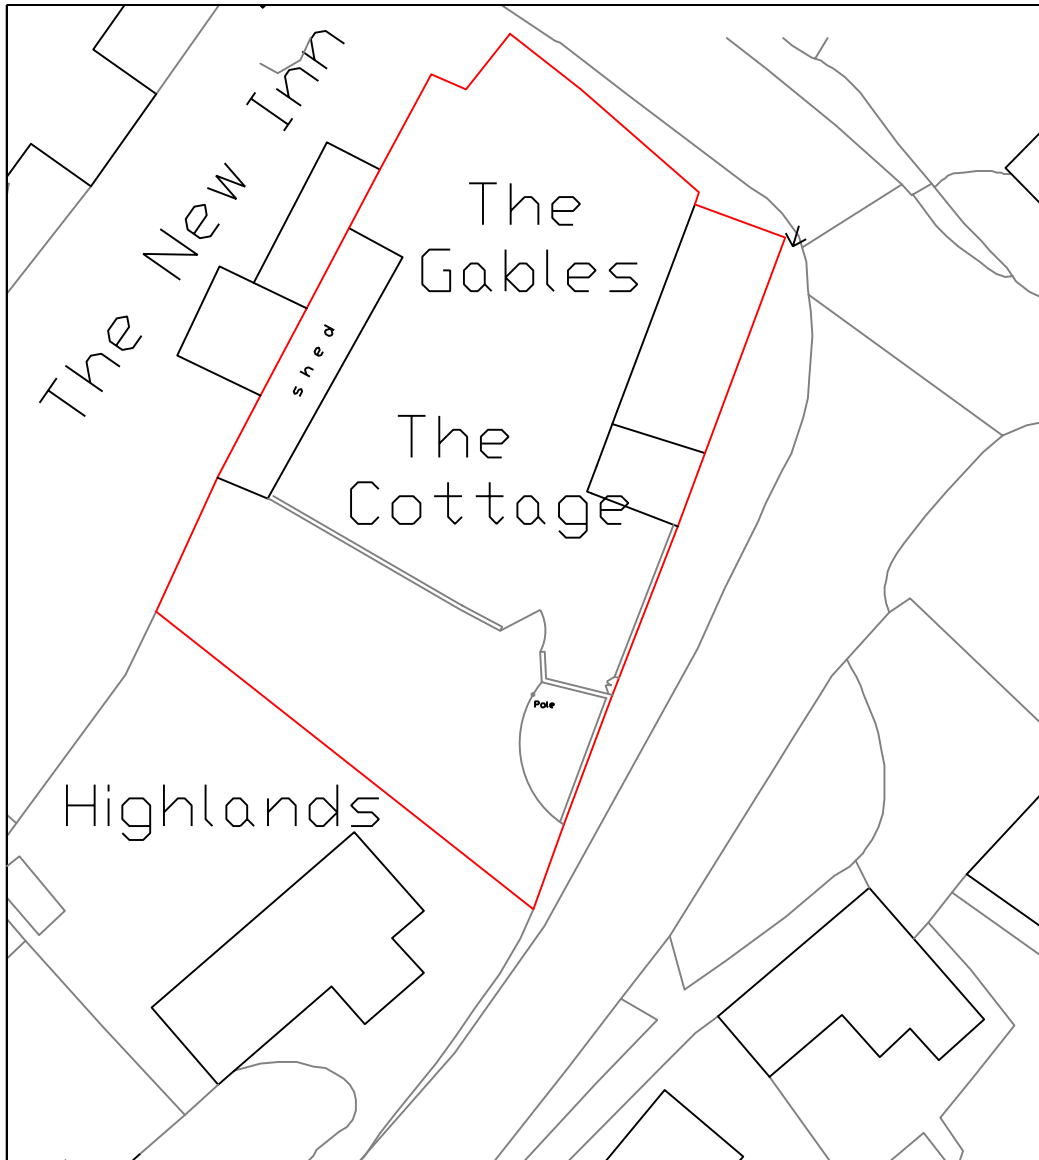 The New Inn
The
Gables
shed
The
Cottage
Pole
Highlands